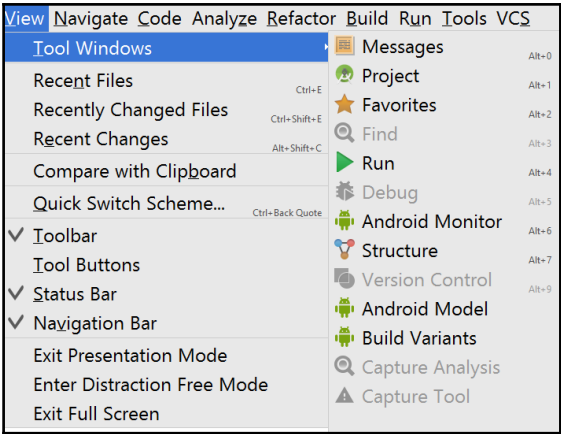 View Navigate Code Analyze Refactor Build Run Tools VCS
Tool Windows
Recent Files Ctrl+E
Recently Changed Files Ctrl+Shift+E
Recent Changes Alt+Shift+C
Compare with Clipboard
Quick Switch Scheme... Ctrl+Back Quote
Toolbar
Tool Buttons
Status Bar
Navigation Bar
Exit Presentation Mode
Enter Distraction Free Mode
Exit Full Screen
Messages Alt+0
Project Alt+1
Favorites Alt+2
Find Alt+3
Run Alt+4
Debug Alt+5
Android Monitor Alt+6
Structure Alt+7
Version Control Alt+9
Android Model
Build Variants
Capture Analysis
Capture Tool